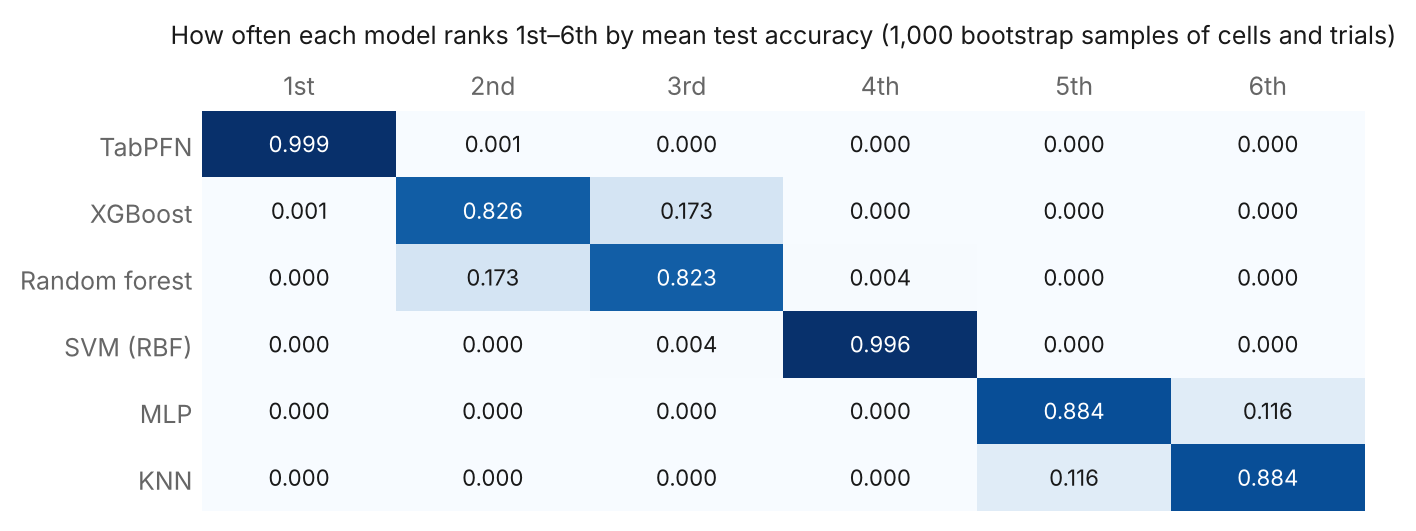 How often each model ranks 1st–6th by mean test accuracy (1,000 bootstrap samples of cells and trials)
1st 2nd 3rd 4th 5th 6th
TabPFN 0.999 0.001 0.000 0.000 0.000 0.000
XGBoost 0.001 0.826 0.173 0.000 0.000 0.000
Random forest 0.000 0.173 0.823 0.004 0.000 0.000
SVM (RBF) 0.000 0.000 0.004 0.996 0.000 0.000
MLP 0.000 0.000 0.000 0.000 0.884 0.116
KNN 0.000 0.000 0.000 0.000 0.116 0.884